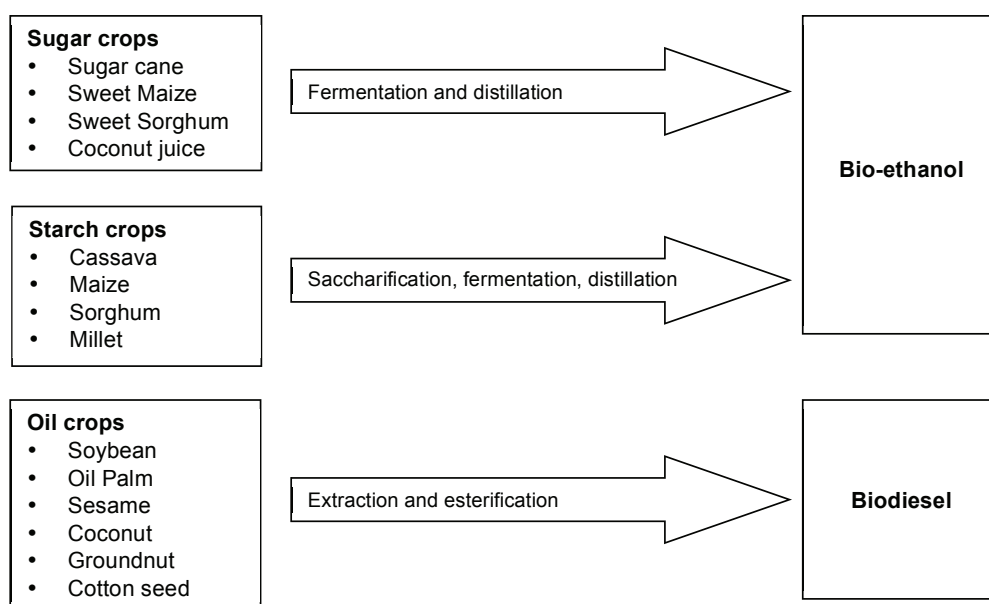 Sugar crops
• Sugar cane
• Sweet Maize
• Sweet Sorghum
• Coconut juice
Fermentation and distillation
Bio-ethanol
Starch crops
• Cassava
• Maize
• Sorghum
• Millet
Saccharification, fermentation, distillation
Oil crops
• Soybean
• Oil Palm
• Sesame
• Coconut
• Groundnut
• Cotton seed
Extraction and esterification
Biodiesel